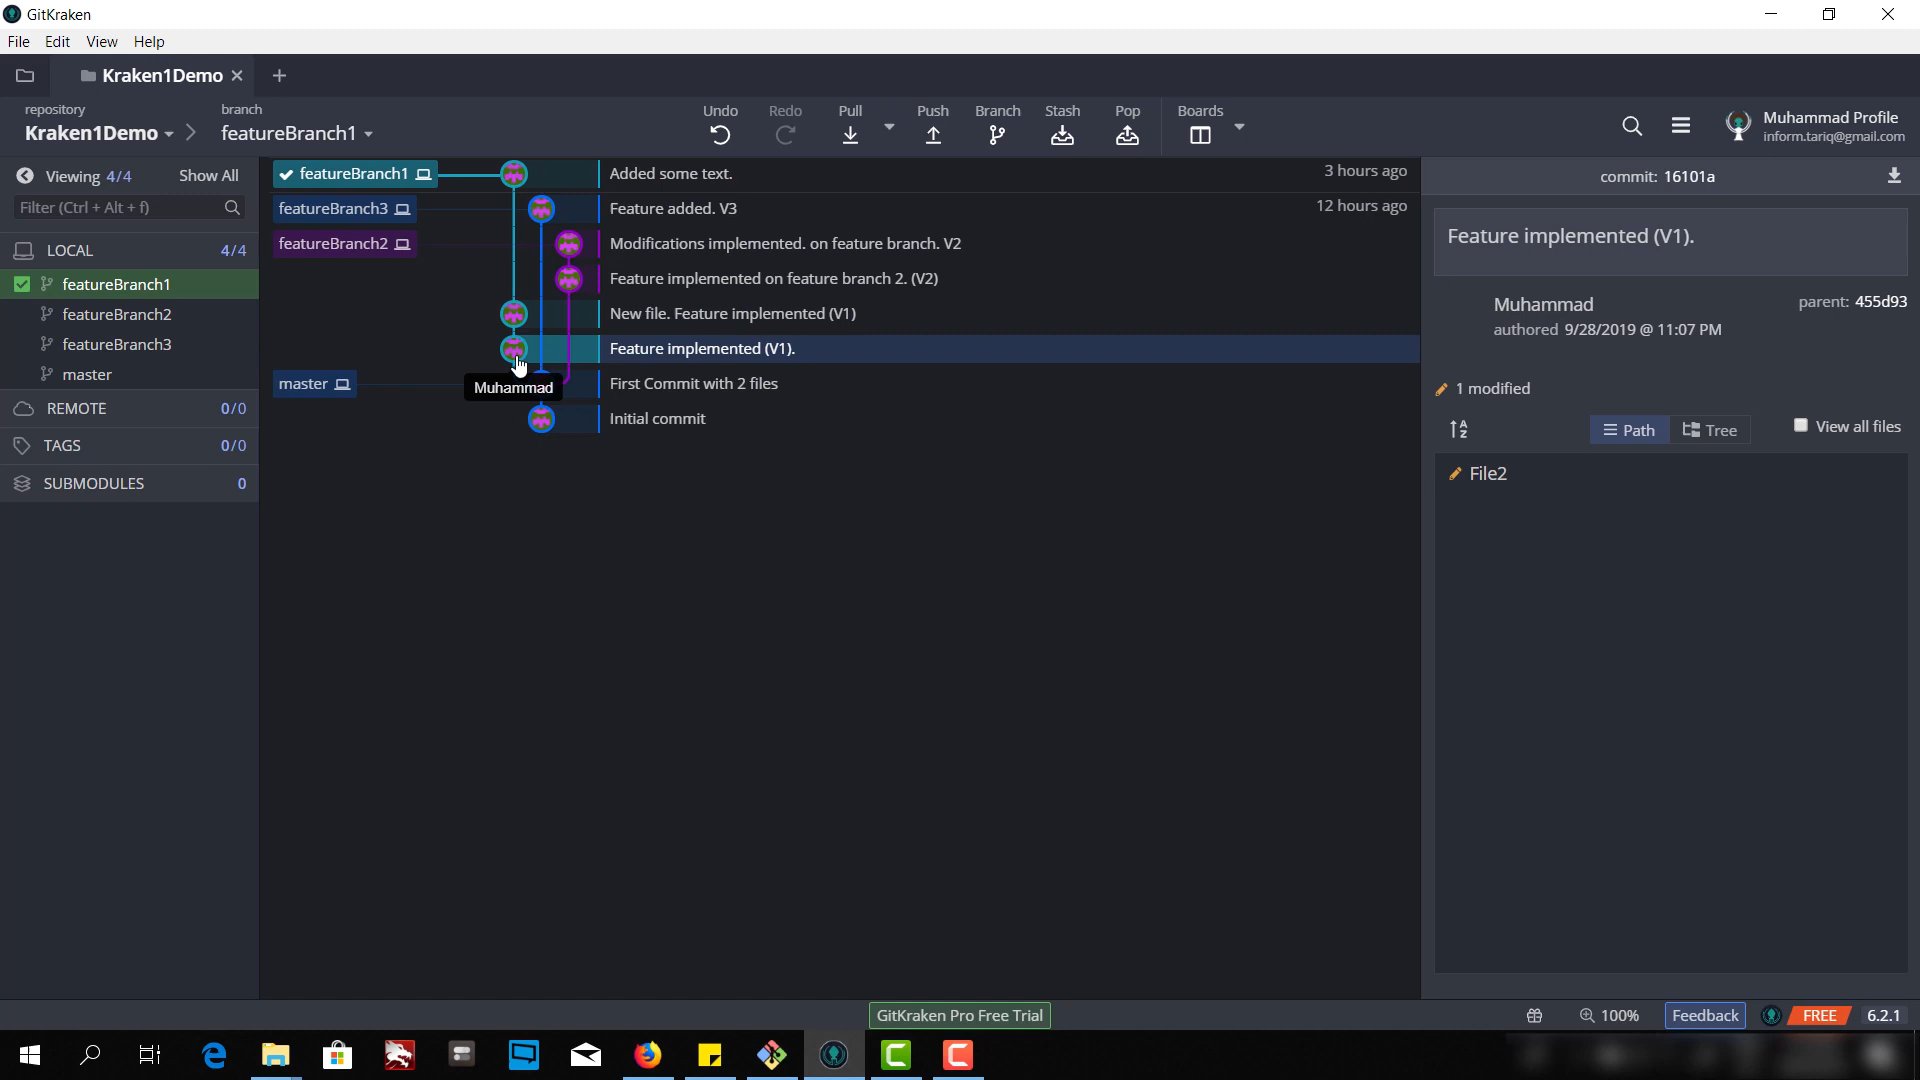 GitKraken
File Edit View Help
Kraken1Demo
repository branch
Kraken1Demo featureBranch1
Undo Redo Pull Push Branch Stash Pop Boards
Muhammad Profile
inform.tariq@gmail.com
Viewing 4/4 Show All
Filter (Ctrl + Alt + f)
LOCAL 4/4
featureBranch1
featureBranch2
featureBranch3
master
REMOTE 0/0
TAGS 0/0
SUBMODULES 0
featureBranch1 Added some text. 3 hours ago
featureBranch3 Feature added. V3 12 hours ago
featureBranch2 Modifications implemented. on feature branch. V2
Feature implemented on feature branch 2. (V2)
New file. Feature implemented (V1)
Feature implemented (V1).
master First Commit with 2 files
Muhammad
Initial commit
commit: 16101a
Feature implemented (V1).
Muhammad parent: 455d93
authored 9/28/2019 @ 11:07 PM
1 modified
Path Tree View all files
File2
GitKraken Pro Free Trial
100% Feedback FREE 6.2.1